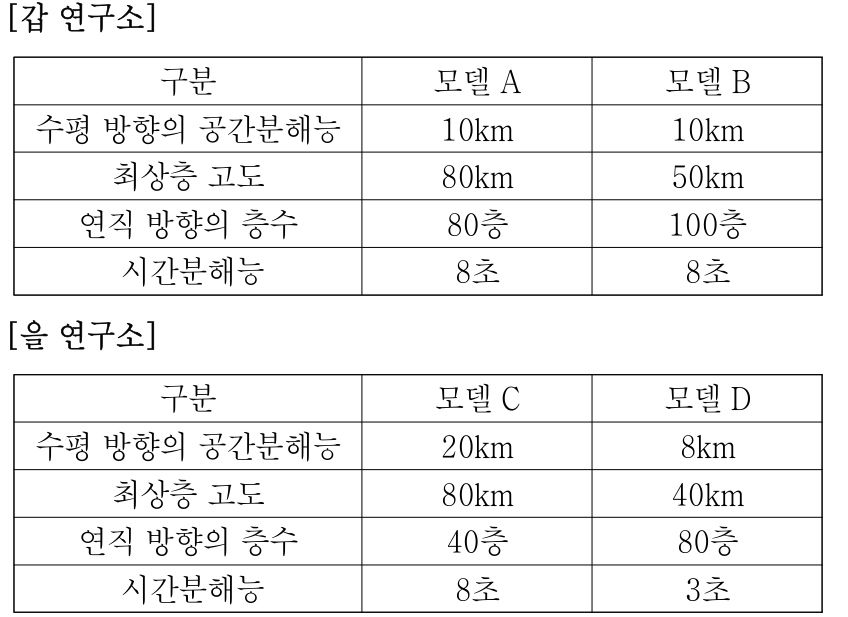 [갑 연구소]
구분 모델 A 모델 B
수평 방향의 공간분해능 10km 10km
최상층 고도 80km 50km
연직 방향의 층수 80층 100층
시간분해능 8초 8초
[을 연구소]
구분 모델 C 모델 D
수평 방향의 공간분해능 20km 8km
최상층 고도 80km 40km
연직 방향의 층수 40층 80층
시간분해능 8초 3초